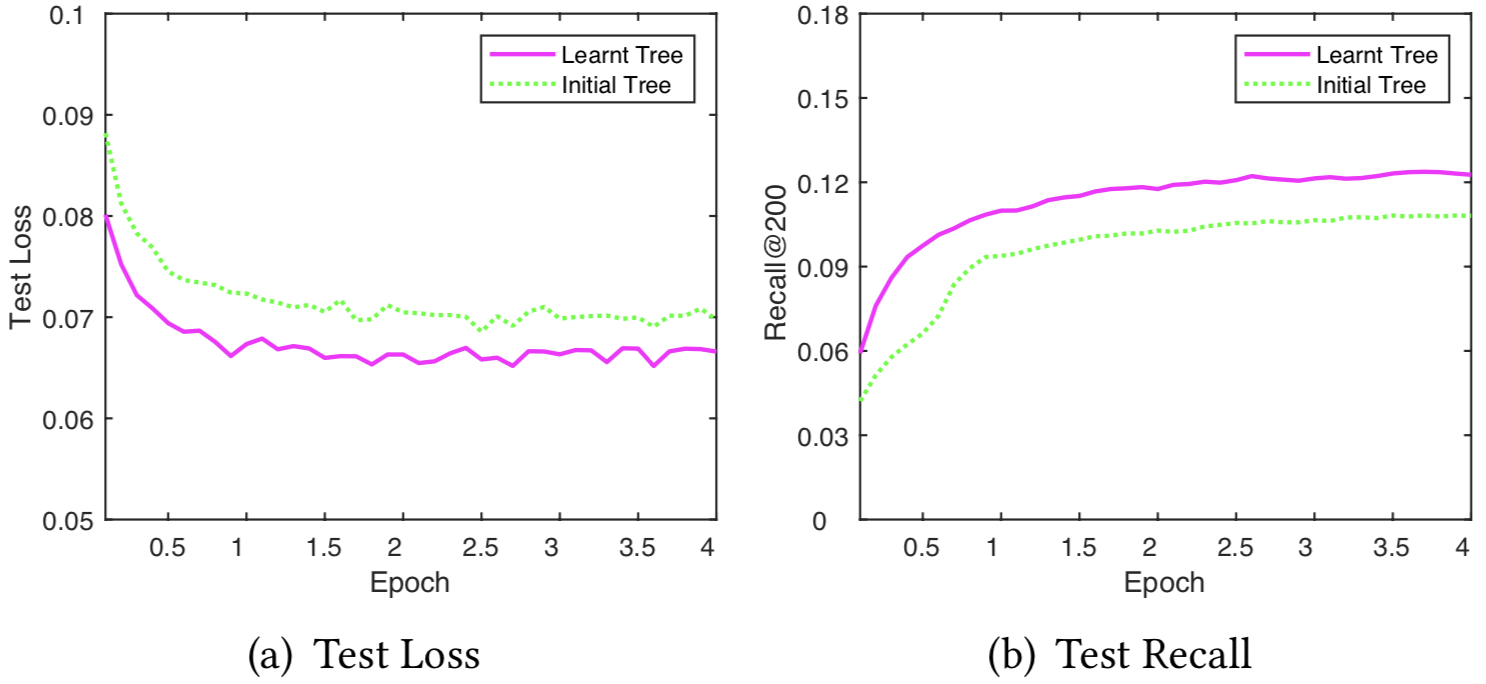 0.1
0.09
0.08
0.07
0.06
0.05
Test Loss
Learnt Tree
Initial Tree
0.5 1 1.5 2 2.5 3 3.5 4
Epoch
(a) Test Loss
0.18
0.15
0.12
0.09
0.06
0.03
0
Recall@200
Learnt Tree
Initial Tree
0.5 1 1.5 2 2.5 3 3.5 4
Epoch
(b) Test Recall